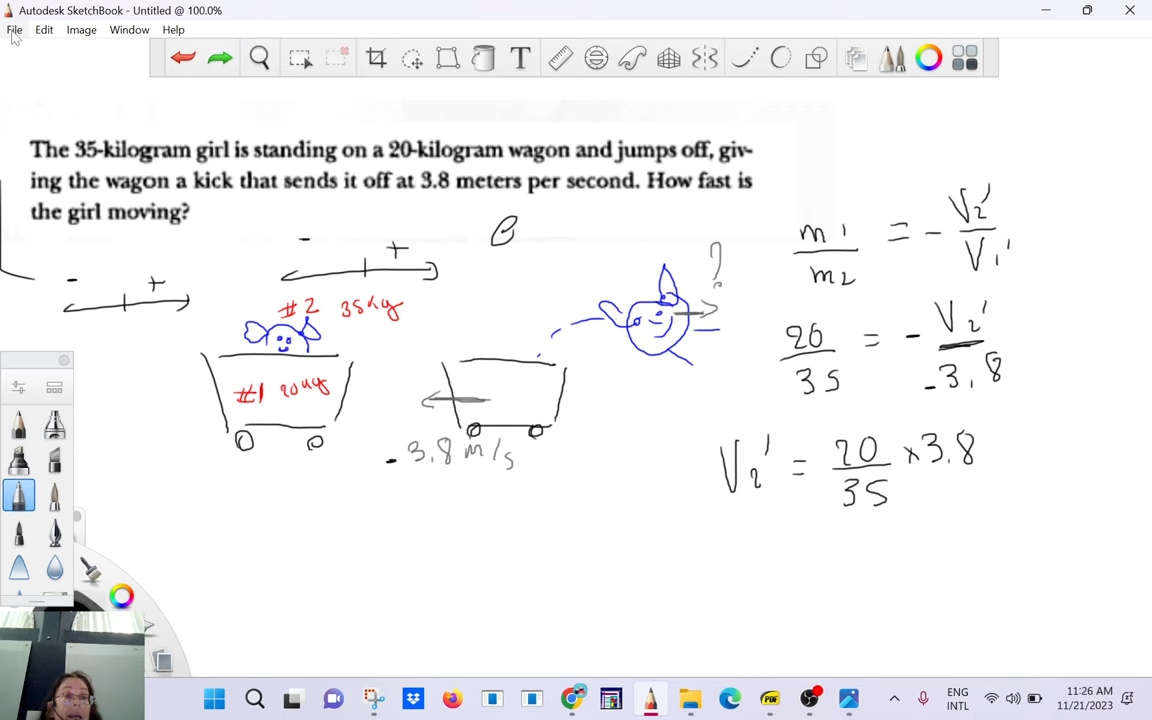 Autodesk SketchBook - Untitled @ 100.0%
File Edit Image Window Help
T
The 35-kilogram girl is standing on a 20-kilogram wagon and jumps off, giv-
ing the wagon a kick that sends it off at 3.8 meters per second. How fast is
the girl moving?
- +
- +
#2 35kg
#1 20kg
-3.8 m/s
?
m1/m2 = - V2'/V1'
20/35 = - V2'/-3.8
V2' = 20/35 × 3.8
PDF
ENG
INTL
11:26 AM
11/21/2023